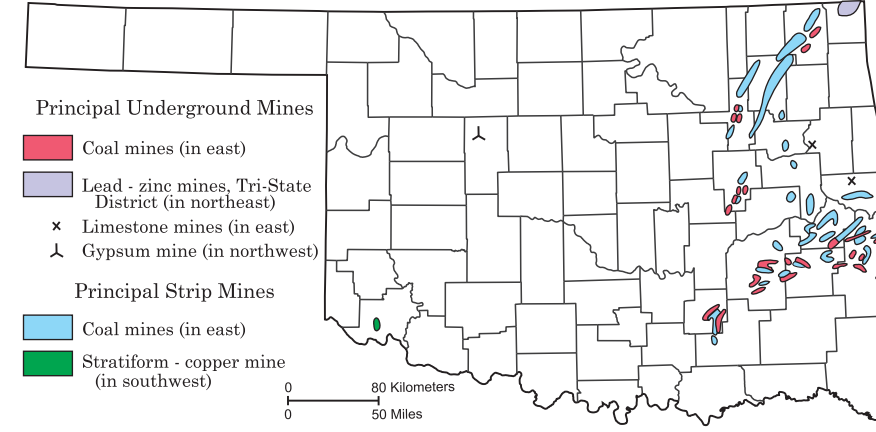 Principal Underground Mines
Coal mines (in east)
Lead - zinc mines, Tri-State
District (in northeast)
Limestone mines (in east)
Gypsum mine (in northwest)
Principal Strip Mines
Coal mines (in east)
Stratiform - copper mine
(in southwest)
0 80 Kilometers
0 50 Miles